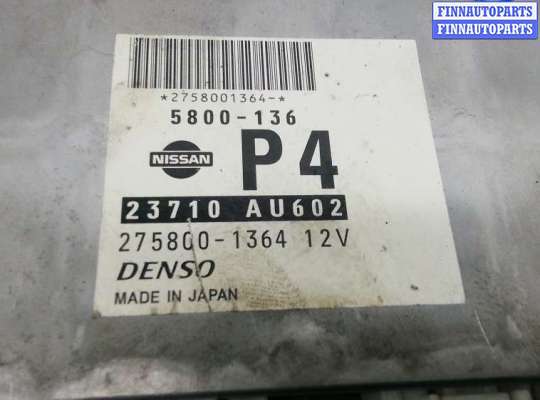 FINNAUTOPARTS
FINNAUTOPARTS
*2758001364-*
5800-136
NISSAN
P4
23710 AU602
275800-1364 12V
DENSO
MADE IN JAPAN